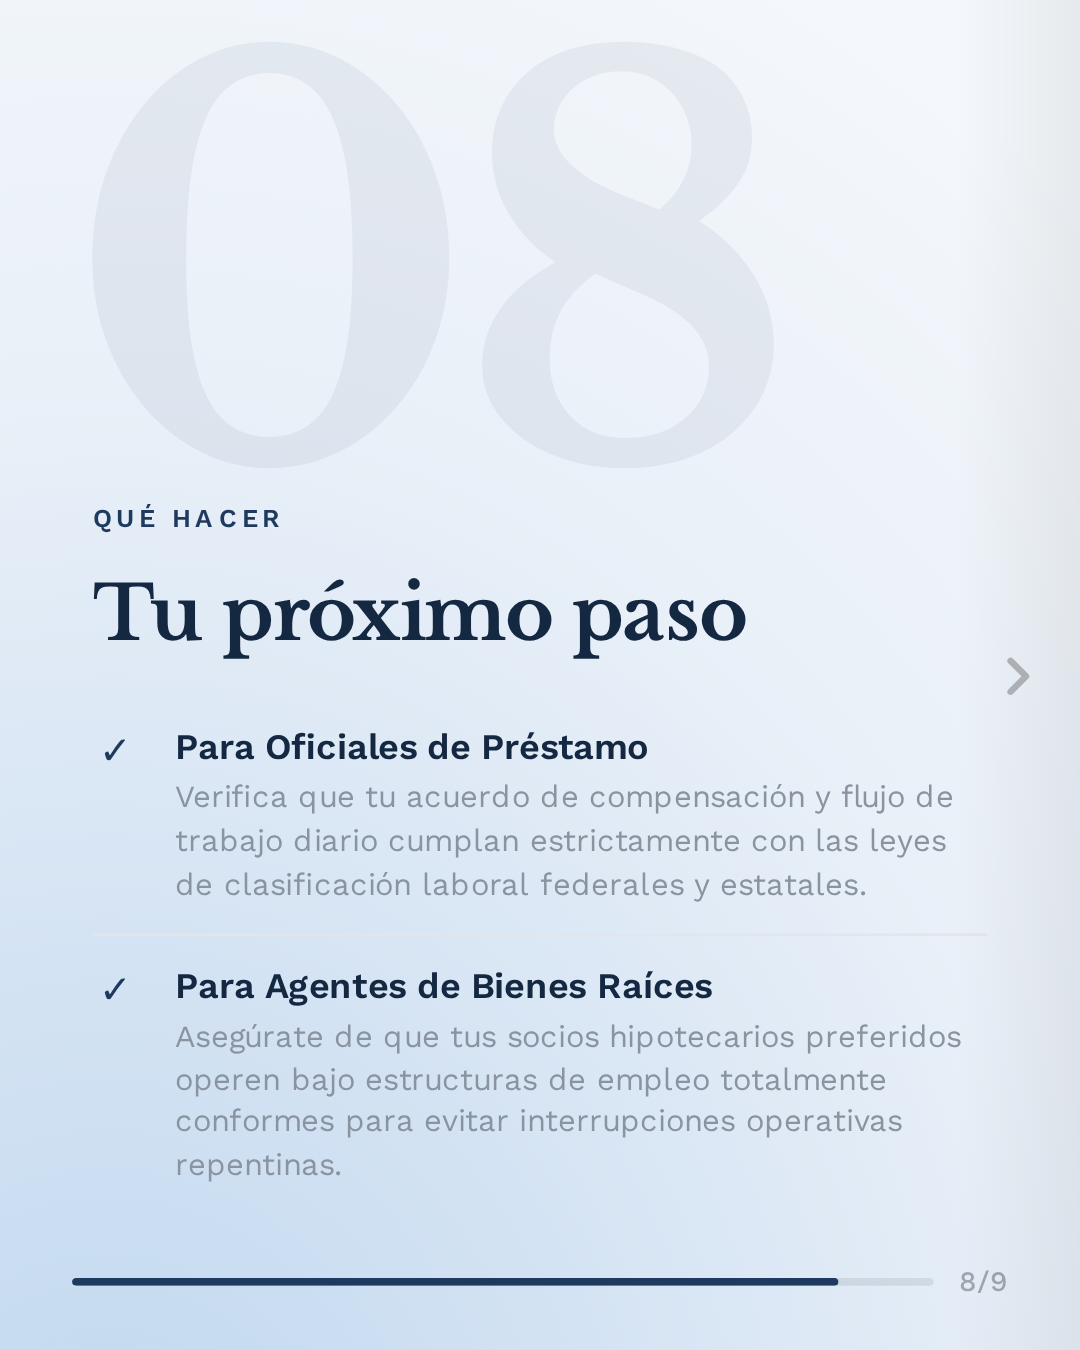 08
QUÉ HACER
Tu próximo paso
✓ Para Oficiales de Préstamo
Verifica que tu acuerdo de compensación y flujo de
trabajo diario cumplan estrictamente con las leyes
de clasificación laboral federales y estatales.
✓ Para Agentes de Bienes Raíces
Asegúrate de que tus socios hipotecarios preferidos
operen bajo estructuras de empleo totalmente
conformes para evitar interrupciones operativas
repentinas.
8/9